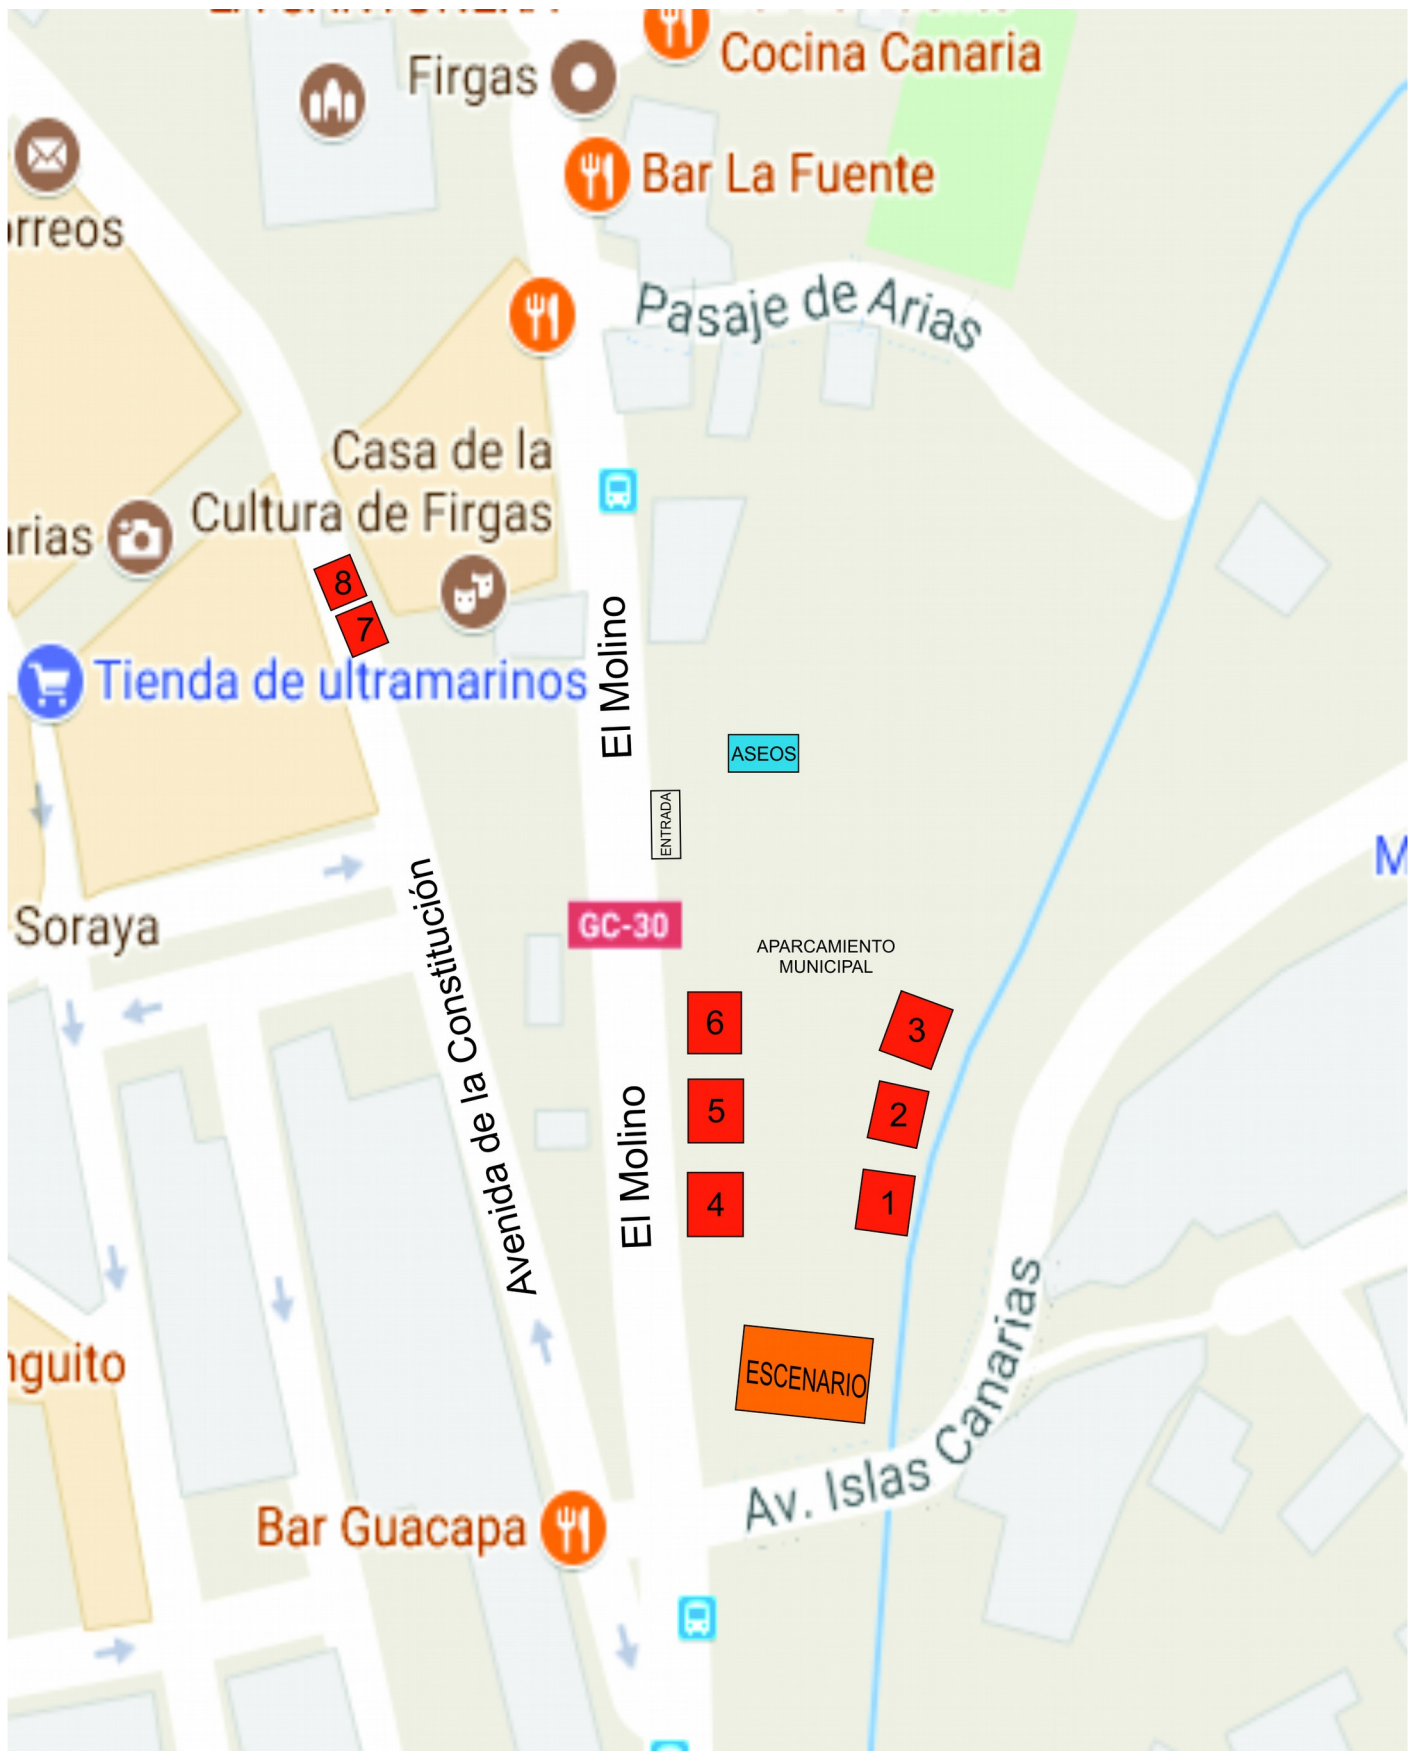 Firgas
Cocina Canaria
Bar La Fuente
orreos
Pasaje de Arias
Casa de la
Cultura de Firgas
arias
8
7
Tienda de ultramarinos
El Molino
ASEOS
ENTRADA
M
Avenida de la Constitución
Soraya
GC-30
APARCAMIENTO
MUNICIPAL
6
3
5
2
El Molino
4
1
nguito
ESCENARIO
Av. Islas Canarias
Bar Guacapa